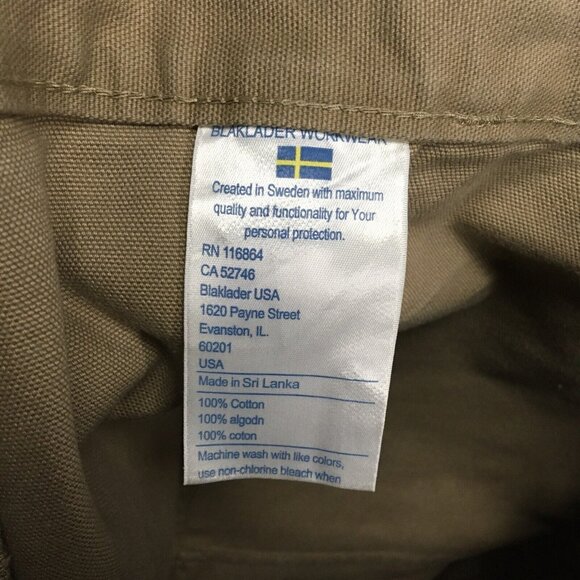 BLAKLADER WORKWEAR
Created in Sweden with maximum
quality and functionality for Your
personal protection.
RN 116864
CA 52746
Blaklader USA
1620 Payne Street
Evanston, IL.
60201
USA
Made in Sri Lanka
100% Cotton
100% algodn
100% coton
Machine wash with like colors,
use non-chlorine bleach when